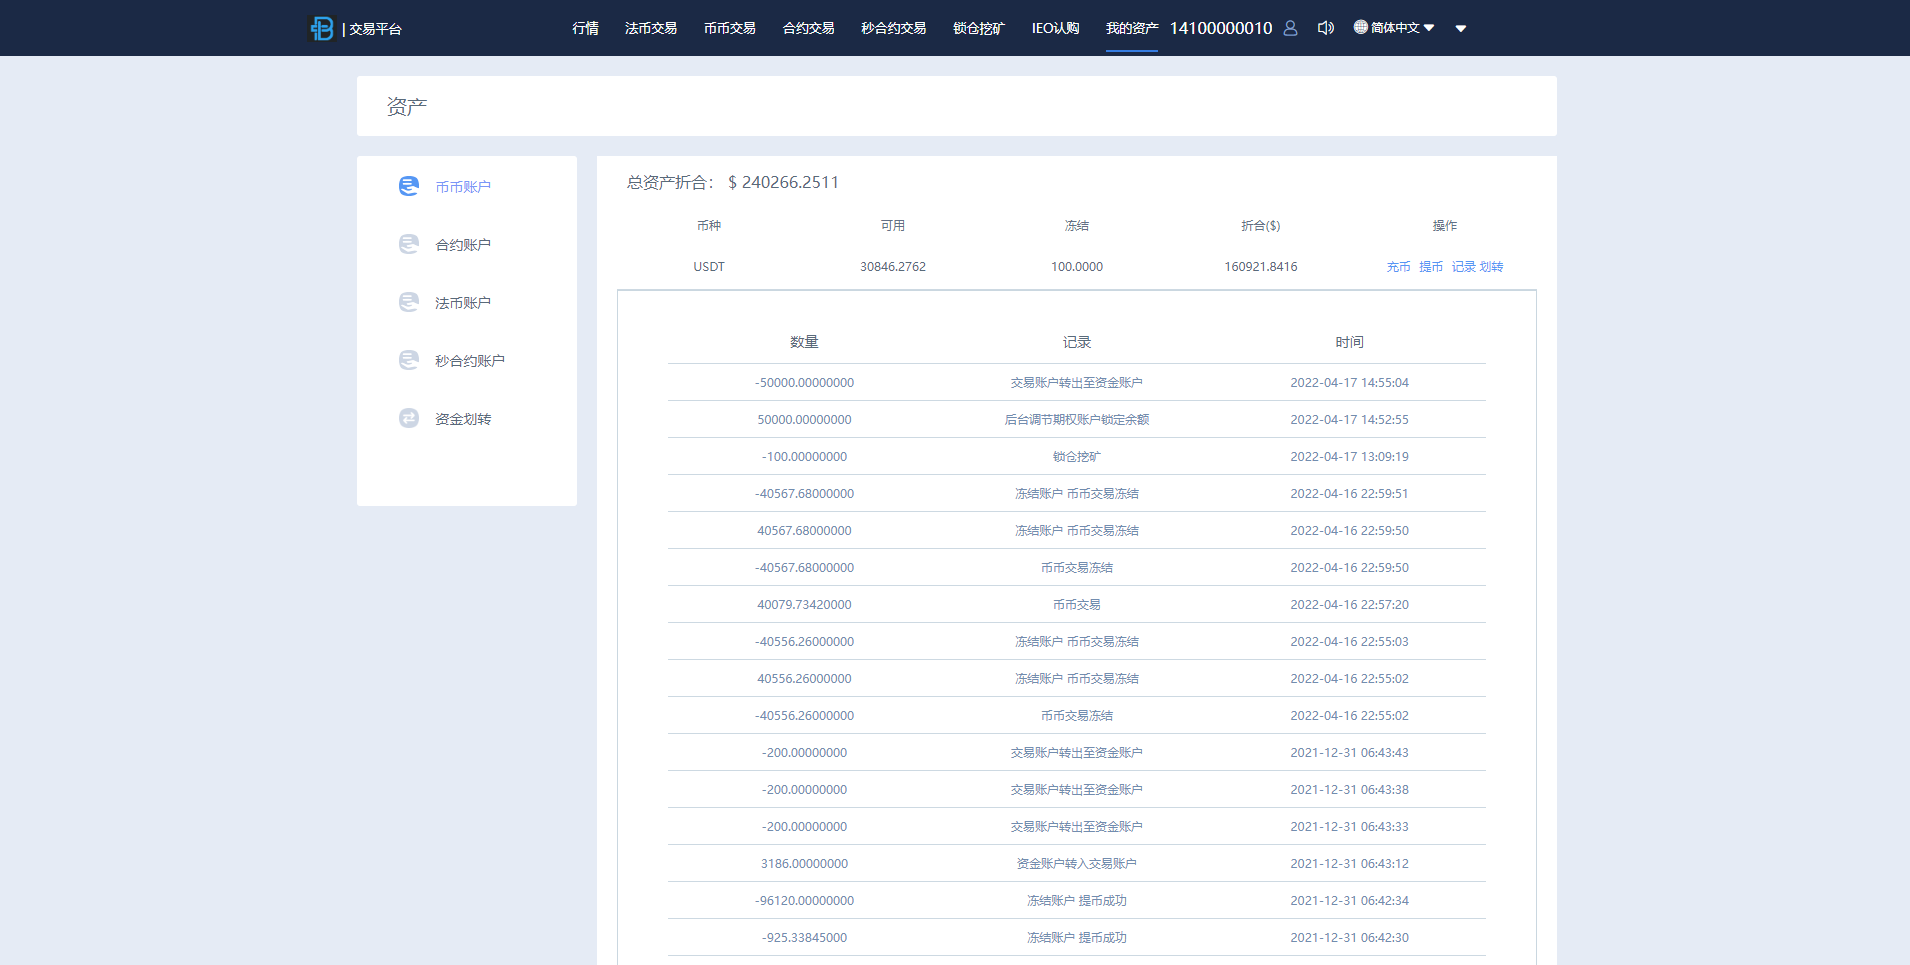 | 交易平台 行情 法币交易 币币交易 合约交易 秒合约交易 锁仓挖矿 IEO认购 我的资产 14100000010 简体中文
资产
币币账户
合约账户
法币账户
秒合约账户
资金划转
总资产折合： $ 240266.2511
币种 可用 冻结 折合($) 操作
USDT 30846.2762 100.0000 160921.8416 充币 提币 记录 划转
数量 记录 时间
-50000.00000000 交易账户转出至资金账户 2022-04-17 14:55:04
50000.00000000 后台调节期权账户锁定余额 2022-04-17 14:52:55
-100.00000000 锁仓挖矿 2022-04-17 13:09:19
-40567.68000000 冻结账户 币币交易冻结 2022-04-16 22:59:51
40567.68000000 冻结账户 币币交易冻结 2022-04-16 22:59:50
-40567.68000000 币币交易冻结 2022-04-16 22:59:50
40079.73420000 币币交易 2022-04-16 22:57:20
-40556.26000000 冻结账户 币币交易冻结 2022-04-16 22:55:03
40556.26000000 冻结账户 币币交易冻结 2022-04-16 22:55:02
-40556.26000000 币币交易冻结 2022-04-16 22:55:02
-200.00000000 交易账户转出至资金账户 2021-12-31 06:43:43
-200.00000000 交易账户转出至资金账户 2021-12-31 06:43:38
-200.00000000 交易账户转出至资金账户 2021-12-31 06:43:33
3186.00000000 资金账户转入交易账户 2021-12-31 06:43:12
-96120.00000000 冻结账户 提币成功 2021-12-31 06:42:34
-925.33845000 冻结账户 提币成功 2021-12-31 06:42:30